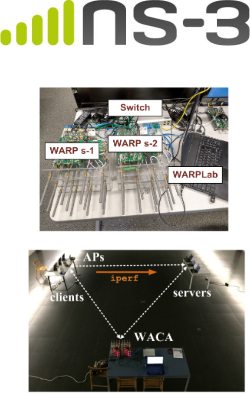 ns-3
Switch
WARP s-1
WARP s-2
WARPLab
APs
iperf
clients
servers
WACA